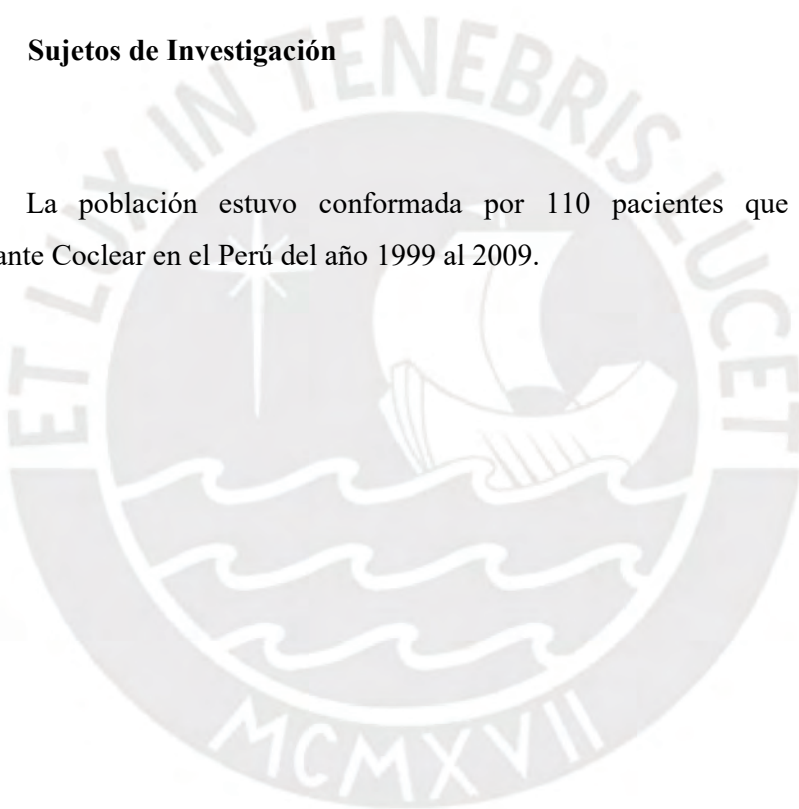 Sujetos de Investigación
La población estuvo conformada por 110 pacientes que
ante Coclear en el Perú del año 1999 al 2009.
ET LUX IN TENEBRIS LUCET
MCMXVII